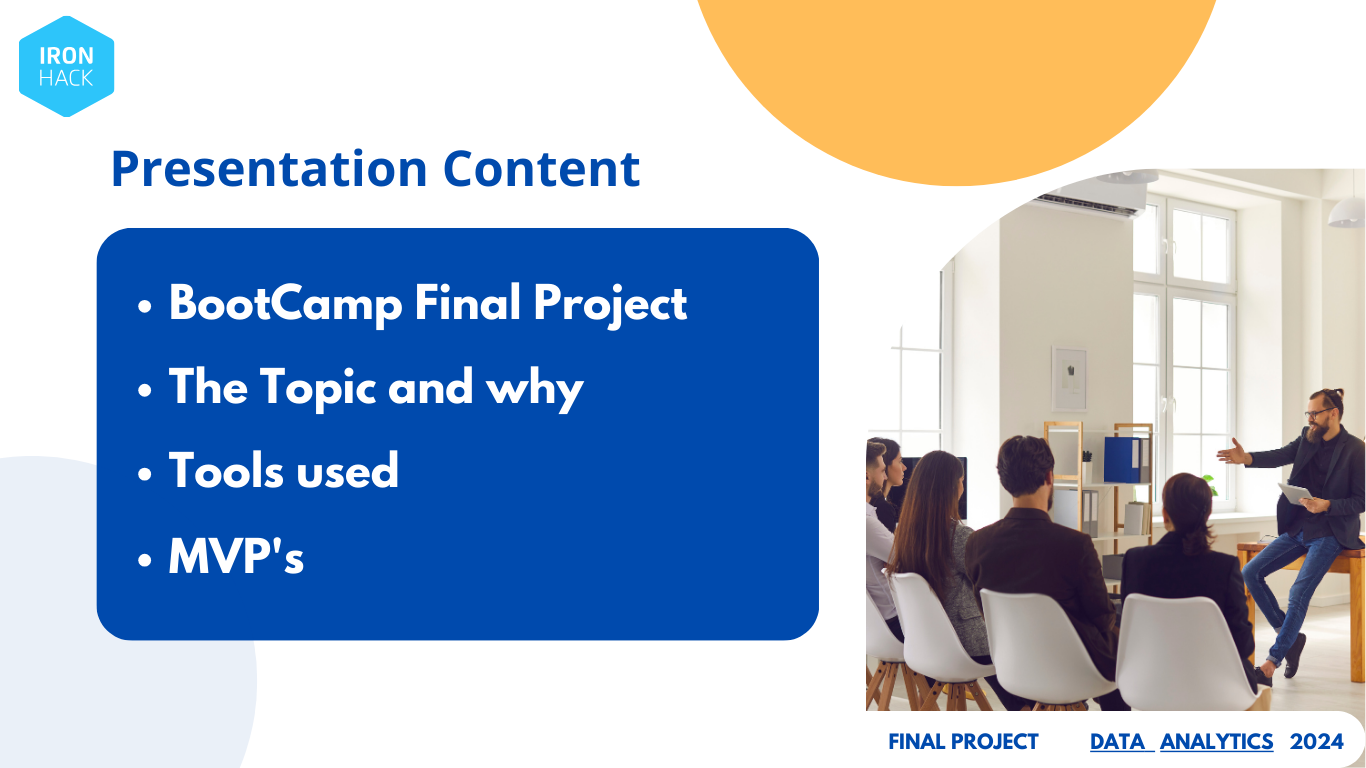 IRON
HACK
Presentation Content
• BootCamp Final Project
• The Topic and why
• Tools used
• MVP's
FINAL PROJECT DATA ANALYTICS 2024